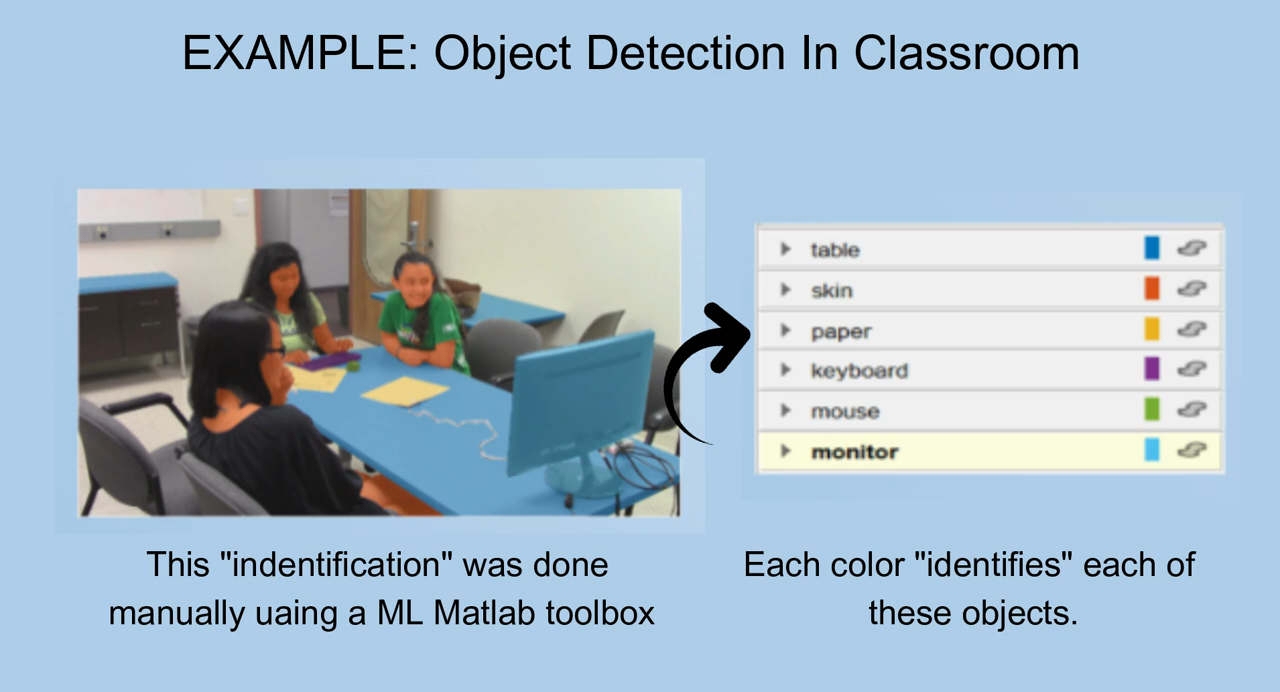 EXAMPLE: Object Detection In Classroom
table
skin
paper
keyboard
mouse
monitor
This "indentification" was done
manually uaing a ML Matlab toolbox
Each color "identifies" each of
these objects.